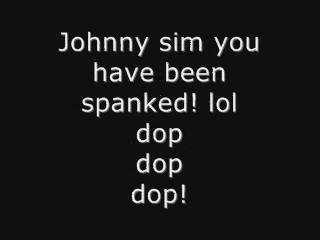 Johnny sim you
have been
spanked! lol
dop
dop
dop!